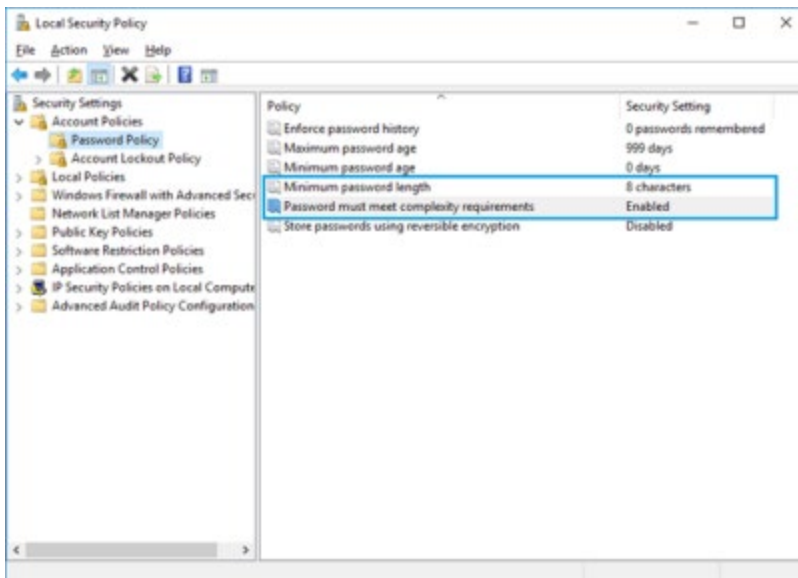 Local Security Policy
File Action View Help
Security Settings
Account Policies
Password Policy
Account Lockout Policy
Local Policies
Windows Firewall with Advanced Secu
Network List Manager Policies
Public Key Policies
Software Restriction Policies
Application Control Policies
IP Security Policies on Local Compute
Advanced Audit Policy Configuration
Policy Security Setting
Enforce password history 0 passwords remembered
Maximum password age 999 days
Minimum password age 0 days
Minimum password length 8 characters
Password must meet complexity requirements Enabled
Store passwords using reversible encryption Disabled